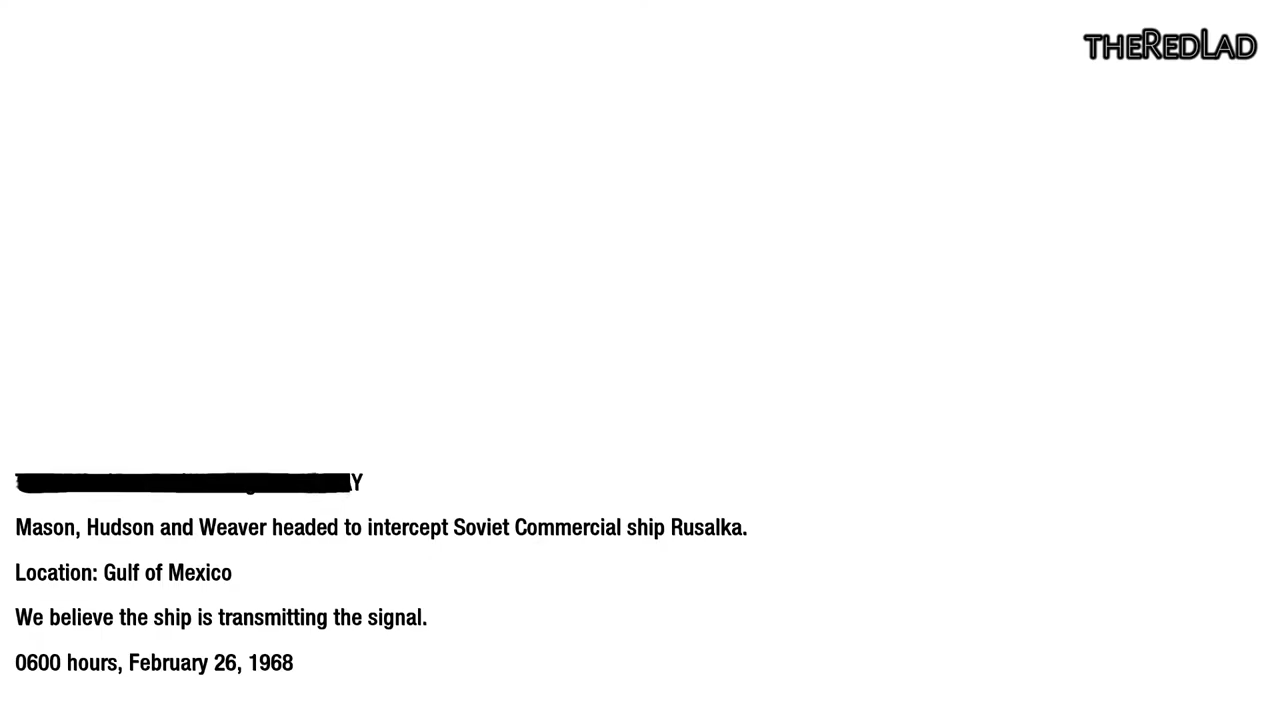 THEREDLAD
Mason, Hudson and Weaver headed to intercept Soviet Commercial ship Rusalka.
Location: Gulf of Mexico
We believe the ship is transmitting the signal.
0600 hours, February 26, 1968